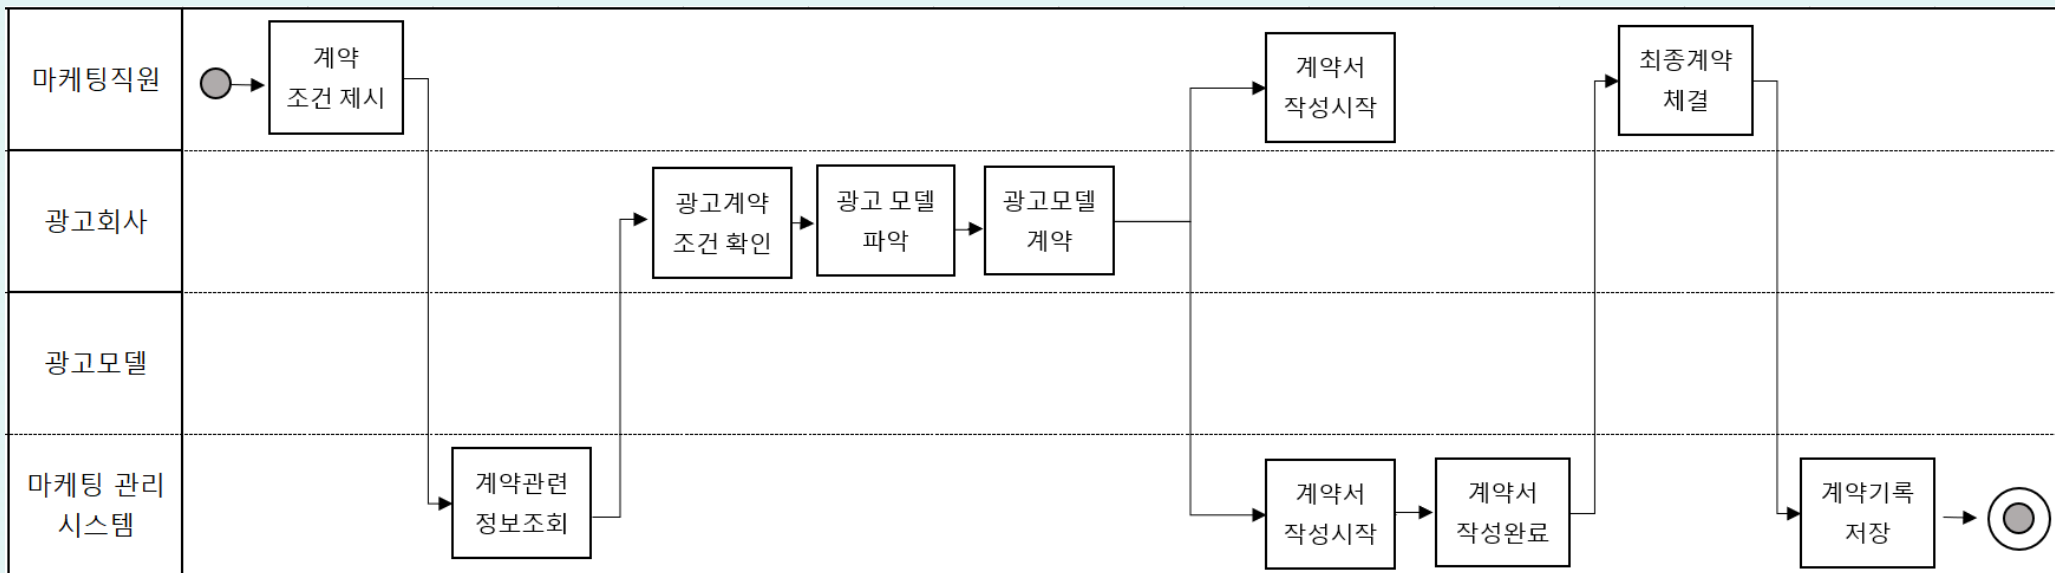 마케팅직원
계약
조건 제시
계약서
작성시작
최종계약
체결
광고회사
광고계약
조건 확인
광고 모델
파악
광고모델
계약
광고모델
마케팅 관리
시스템
계약관련
정보조회
계약서
작성시작
계약서
작성완료
계약기록
저장